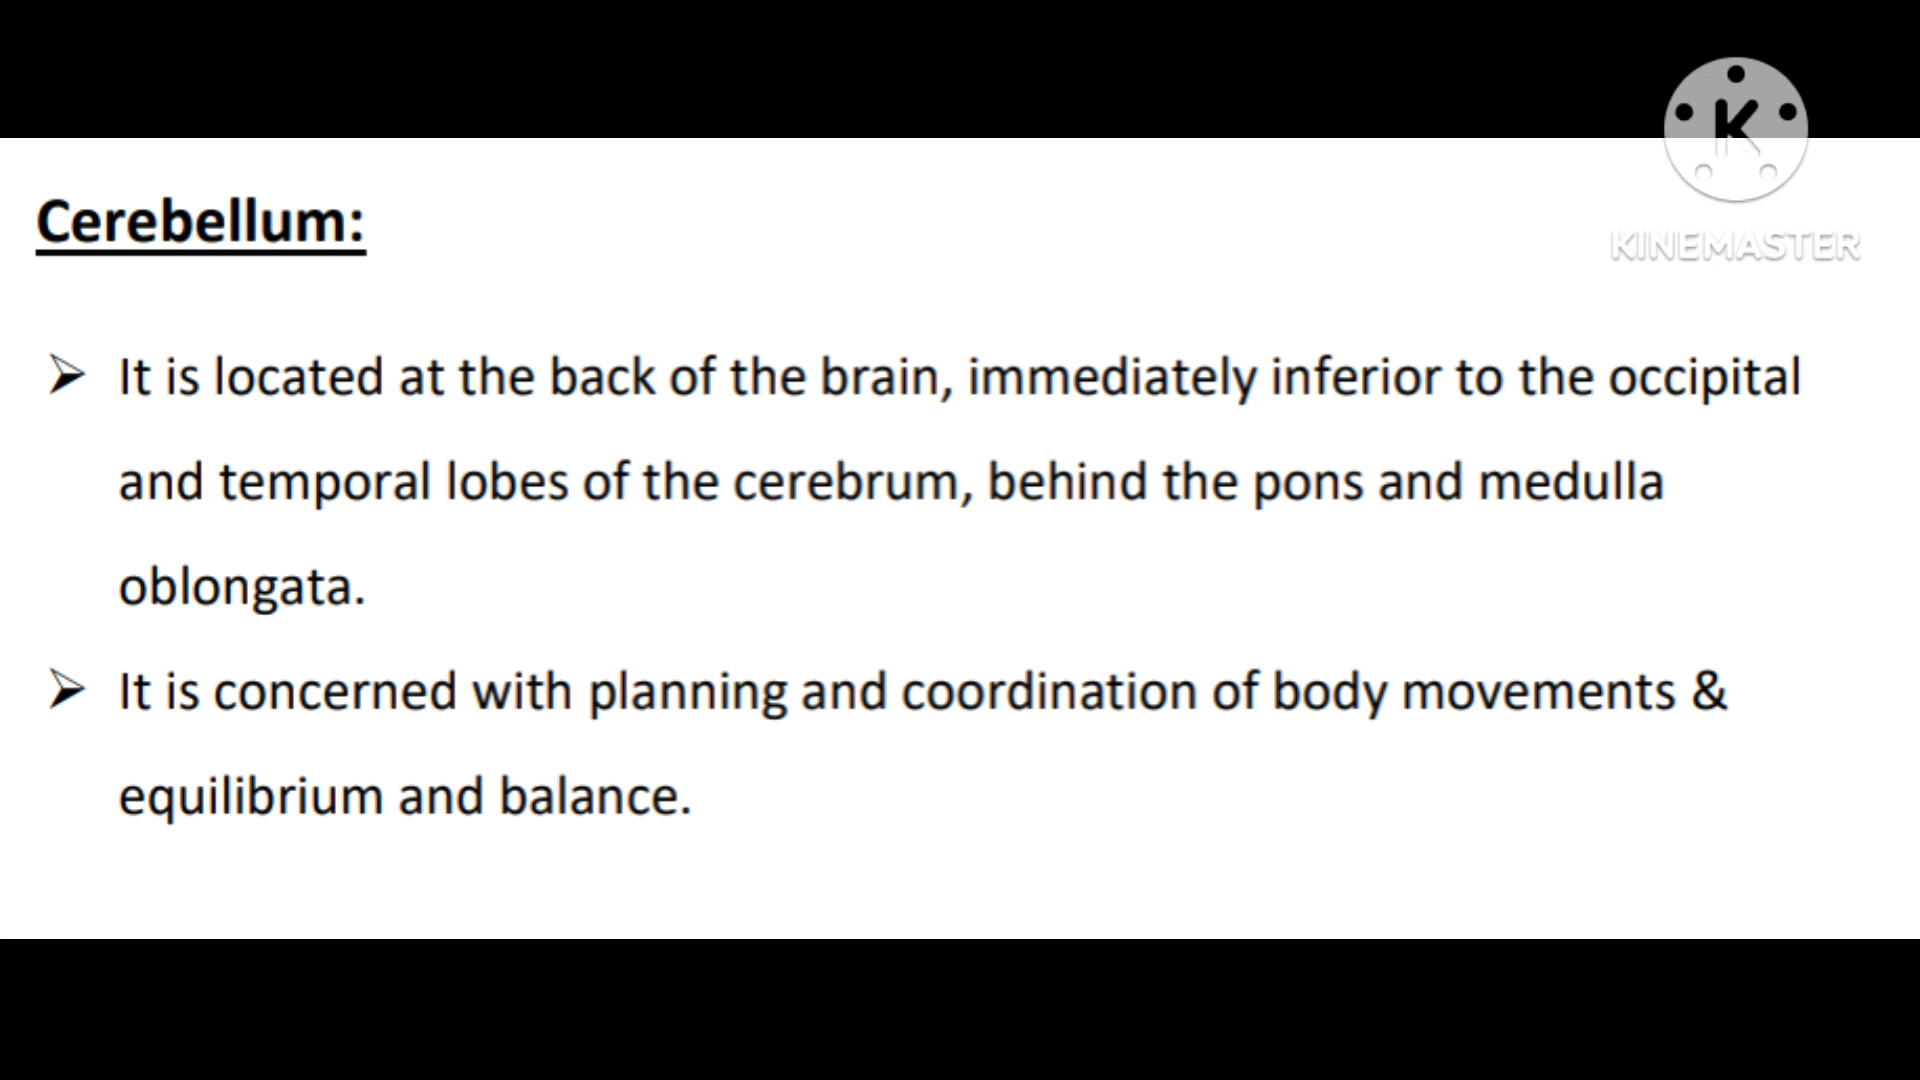 K
KINEMASTER
Cerebellum:
➢ It is located at the back of the brain, immediately inferior to the occipital
and temporal lobes of the cerebrum, behind the pons and medulla
oblongata.
➢ It is concerned with planning and coordination of body movements &
equilibrium and balance.